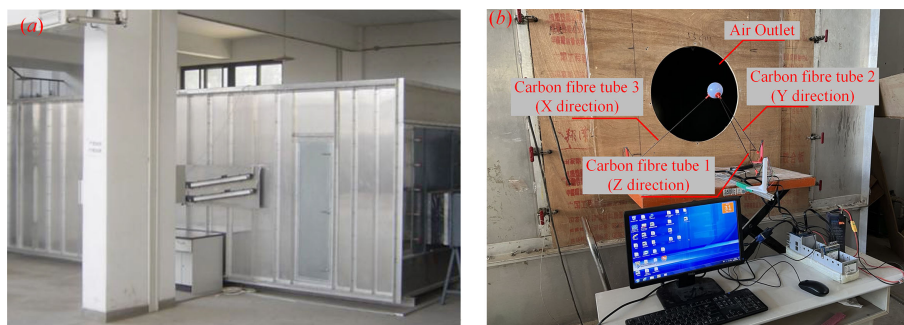 (a)
(b)
Air Outlet
Carbon fibre tube 3
(X direction)
Carbon fibre tube 2
(Y direction)
Carbon fibre tube 1
(Z direction)